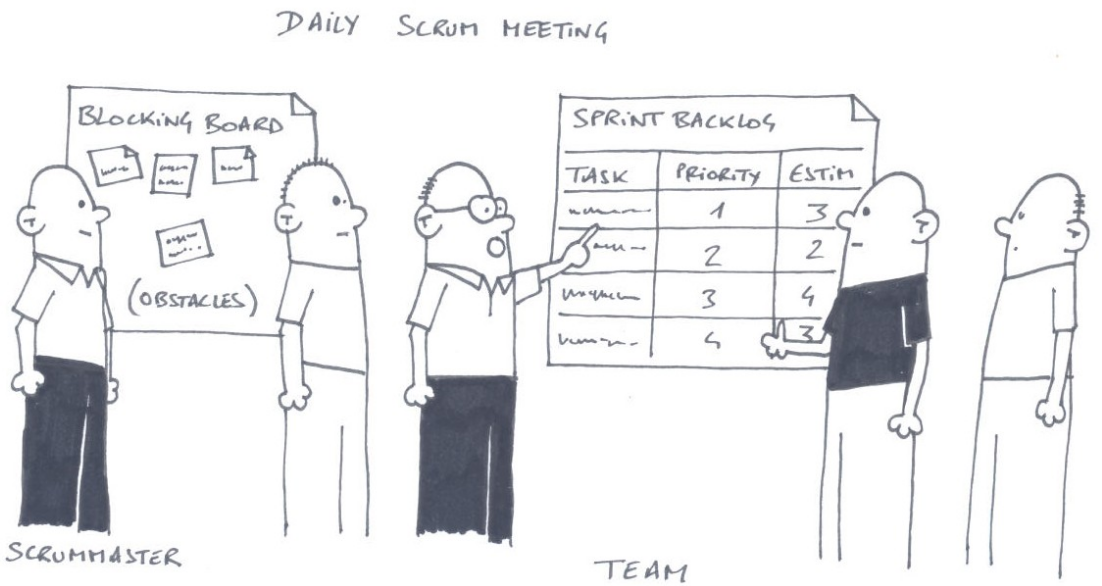 DAILY SCRUM MEETING
BLOCKING BOARD
(OBSTACLES)
SPRINT BACKLOG
TASK PRIORITY ESTIM
1 3
2 2
3 4
4 3
SCRUMMASTER
TEAM